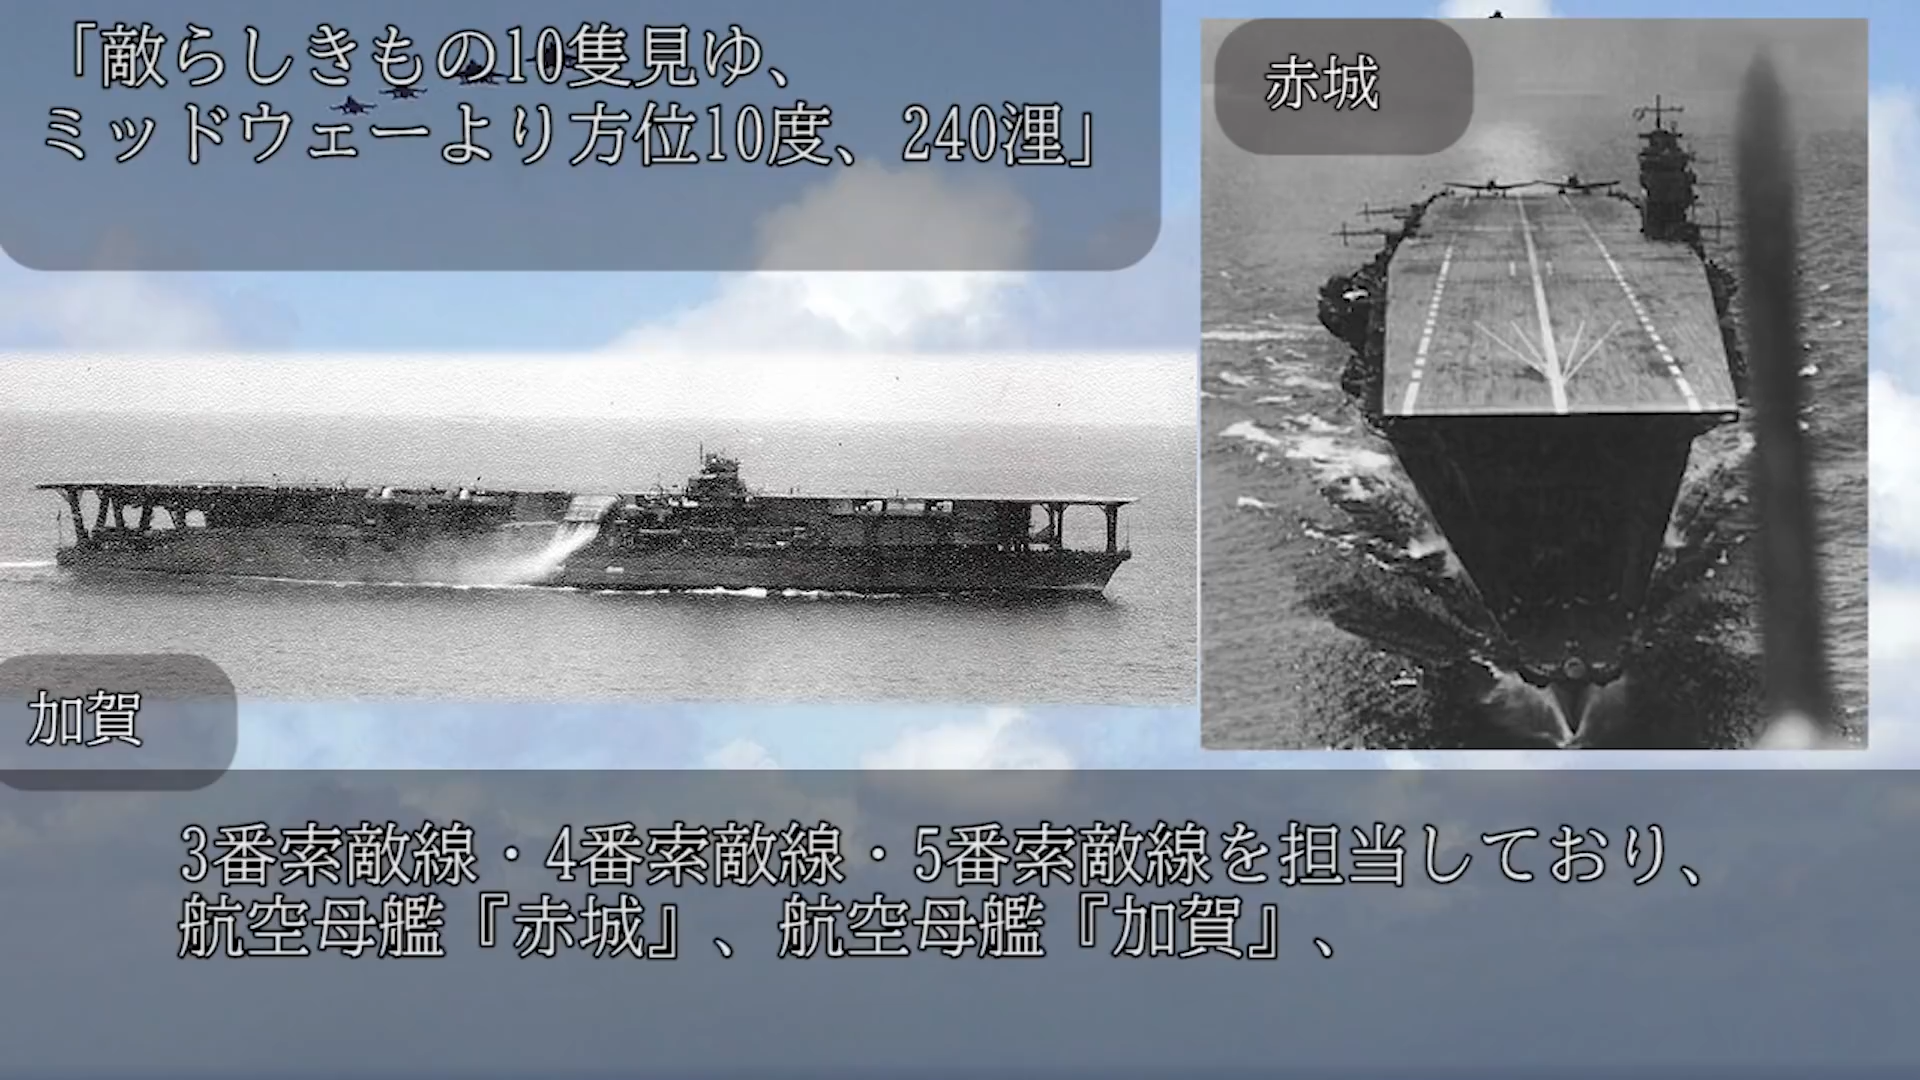 「敵らしきもの10隻見ゆ、
ミッドウェーより方位10度、240浬」
赤城
加賀
3番索敵線・4番索敵線・5番索敵線を担当しており、
航空母艦『赤城』、航空母艦『加賀』、